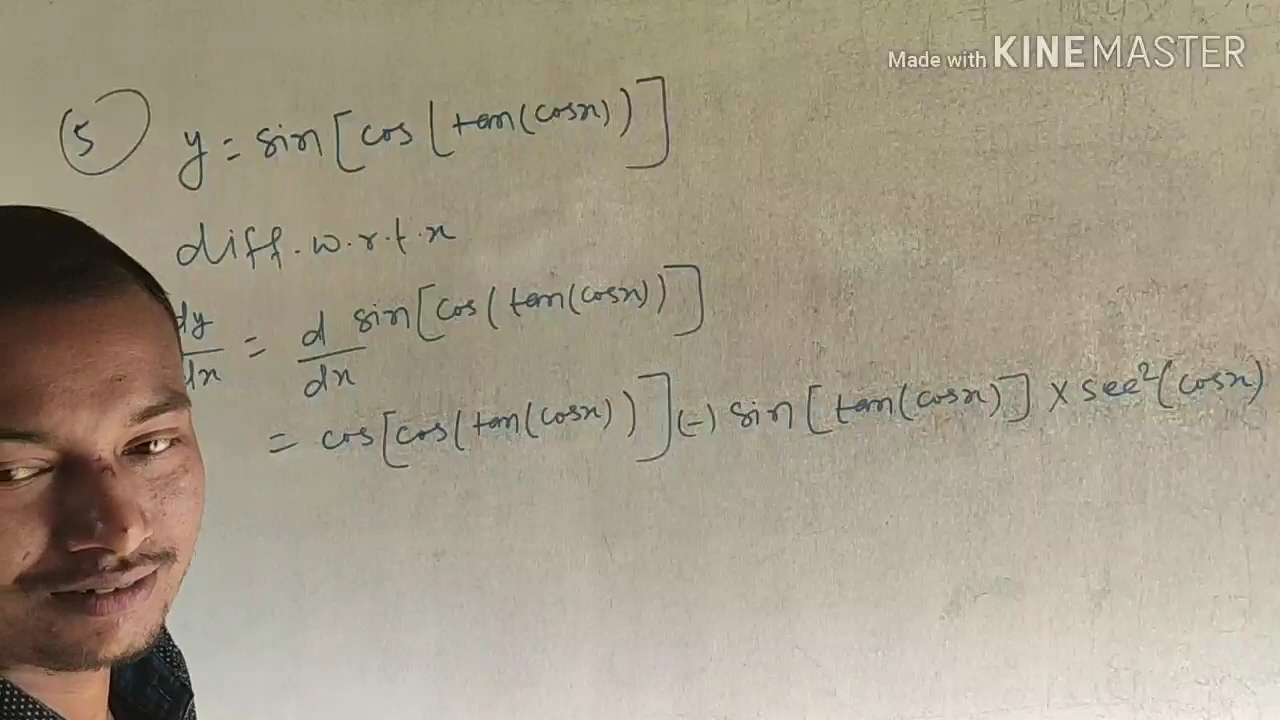 Made with KINEMASTER
(5) y = sin[cos(tan(cosx))]
diff. w.r.t. x
dy/dx = d/dx sin[cos(tan(cosx))]
= cos[cos(tan(cosx))](-) sin[tan(cosx)] × sec²(cosx)